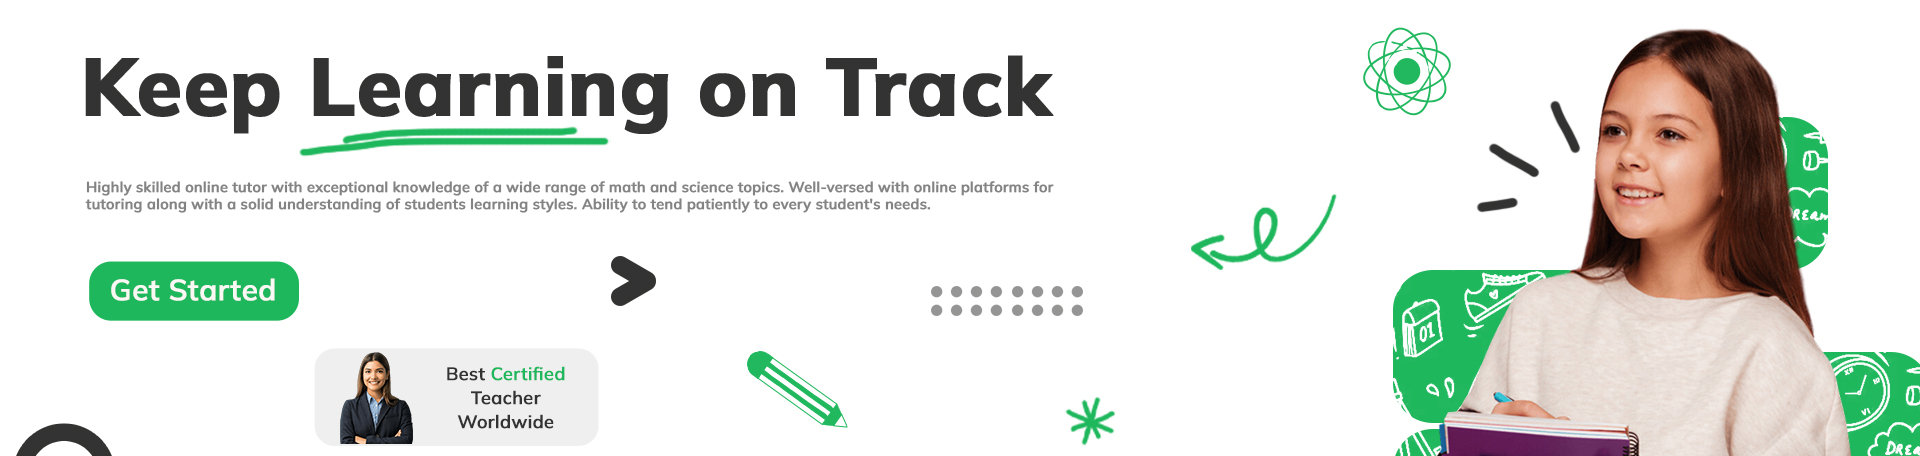 Keep Learning on Track
Highly skilled online tutor with exceptional knowledge of a wide range of math and science topics. Well-versed with online platforms for
tutoring along with a solid understanding of students learning styles. Ability to tend patiently to every student's needs.
Get Started
Best Certified
Teacher
Worldwide
01
VI